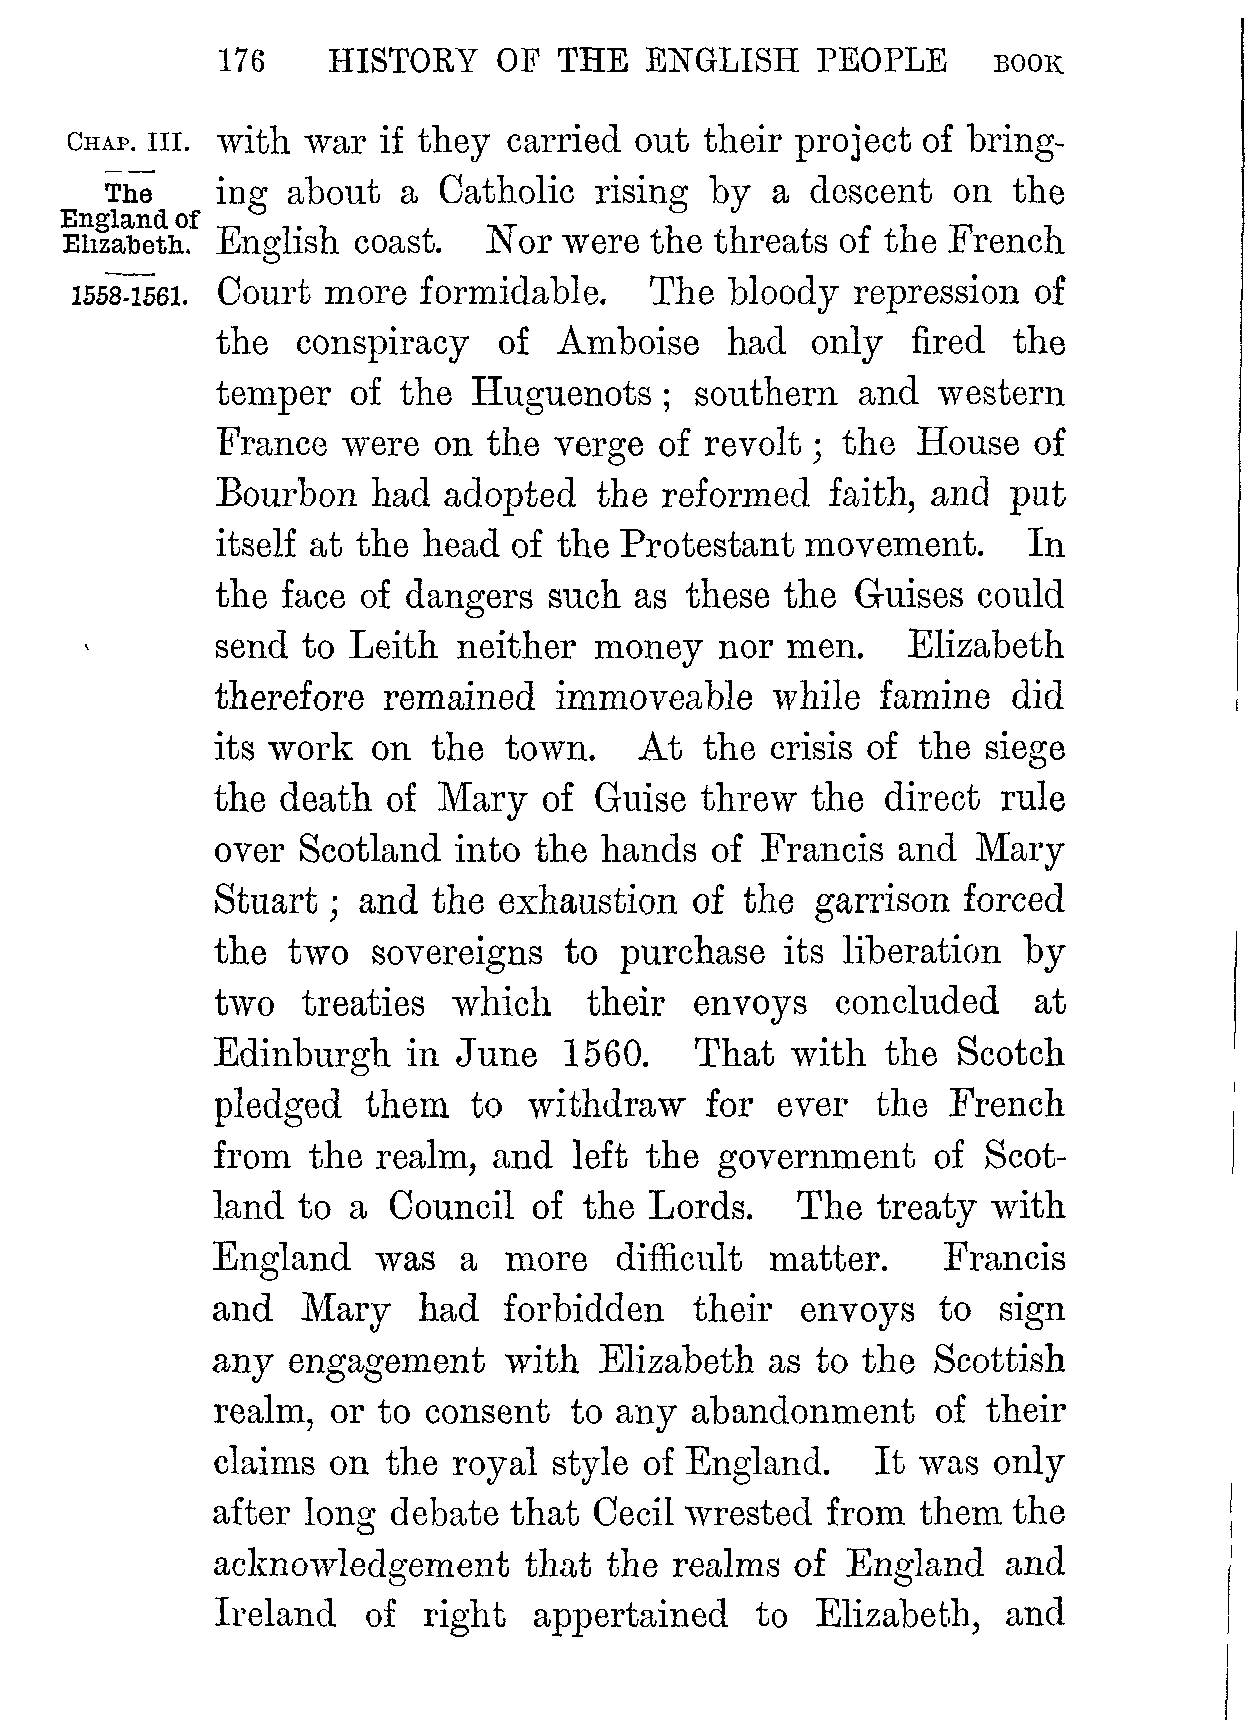 176 HISTORY OF THE ENGLISH PEOPLE BOOK
CHAP. III.
The
England of
Elizabeth.
1558-1561.
with war if they carried out their project of bring-
ing about a Catholic rising by a descent on the
English coast. Nor were the threats of the French
Court more formidable. The bloody repression of
the conspiracy of Amboise had only fired the
temper of the Huguenots ; southern and western
France were on the verge of revolt ; the House of
Bourbon had adopted the reformed faith, and put
itself at the head of the Protestant movement. In
the face of dangers such as these the Guises could
send to Leith neither money nor men. Elizabeth
therefore remained immoveable while famine did
its work on the town. At the crisis of the siege
the death of Mary of Guise threw the direct rule
over Scotland into the hands of Francis and Mary
Stuart ; and the exhaustion of the garrison forced
the two sovereigns to purchase its liberation by
two treaties which their envoys concluded at
Edinburgh in June 1560. That with the Scotch
pledged them to withdraw for ever the French
from the realm, and left the government of Scot-
land to a Council of the Lords. The treaty with
England was a more difficult matter. Francis
and Mary had forbidden their envoys to sign
any engagement with Elizabeth as to the Scottish
realm, or to consent to any abandonment of their
claims on the royal style of England. It was only
after long debate that Cecil wrested from them the
acknowledgement that the realms of England and
Ireland of right appertained to Elizabeth, and